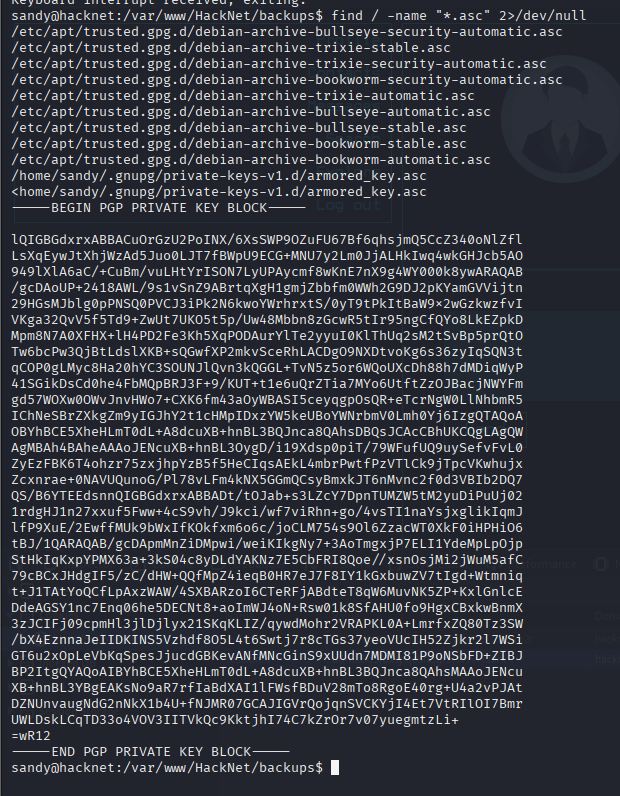 Keyboard interrupt received, exiting.
sandy@hacknet:/var/www/HackNet/backups$ find / -name "*.asc" 2>/dev/null
/etc/apt/trusted.gpg.d/debian-archive-bullseye-security-automatic.asc
/etc/apt/trusted.gpg.d/debian-archive-trixie-stable.asc
/etc/apt/trusted.gpg.d/debian-archive-trixie-security-automatic.asc
/etc/apt/trusted.gpg.d/debian-archive-bookworm-security-automatic.asc
/etc/apt/trusted.gpg.d/debian-archive-trixie-automatic.asc
/etc/apt/trusted.gpg.d/debian-archive-bullseye-automatic.asc
/etc/apt/trusted.gpg.d/debian-archive-bullseye-stable.asc
/etc/apt/trusted.gpg.d/debian-archive-bookworm-stable.asc
/etc/apt/trusted.gpg.d/debian-archive-bookworm-automatic.asc
/home/sandy/.gnupg/private-keys-v1.d/armored_key.asc
<home/sandy/.gnupg/private-keys-v1.d/armored_key.asc
-----BEGIN PGP PRIVATE KEY BLOCK-----
lQIGBGdxrxABBACuOrGzU2PoINX/6XsSWP9OZuFU67Bf6qhsjmQ5CcZ340oNlZfl
LsXqEywJtXhjWzAd5Juo0LJT7fBWpU9ECG+MNU7y2Lm0JjALHkIwq4wkGHJcb5AO
949lXlA6aC/+CuBm/vuLHtYrISON7LyUPAycmf8wKnE7nX9g4WY000k8ywARAQAB
/gcDAoUP+2418AWL/9s1vSnZ9ABrtqXgH1gmjZbbfm0WWh2G9DJ2pKYamGVVijtn
29HGsMJblg0pPNSQ0PVCJ3iPk2N6kwoYWrhrxtS/0yT9tPkItBaW9×2wGzkwzfvI
VKga32QvV5f5Td9+ZwUt7UKO5t5p/Uw48Mbbn8zGcwR5tIr95ngCfQYo8LkEZpkD
Mpm8N7A0XFHX+lH4PD2Fe3Kh5XqPODAurYlTe2yyuI0KlThUq2sM2tSvBp5prQtO
Tw6bcPw3QjBtLdslXKB+sQGwfXP2mkvSceRhLACDgO9NXDtvoKg6s36zyIqSQN3t
qCOP0gLMyc8Ha20hYC3SOUNJlQvn3kQGGL+TvN5z5or6WQoUXcDh88h7dMDiqWyP
41SGikDsCd0he4FbMQpBRJ3F+9/KUT+t1e6uQrZTia7MYo6UtftZzOJBacjNWYFm
gd57WOXw0OWvJnvHWo7+CXK6fm43aOyWBASI5ceyqgpOsQR+eTcrNgW0LlNhbmR5
IChNeSBrZXkgZm9yIGJhY2t1cHMpIDxzYW5keUBoYWNrbmV0Lmh0Yj6IzgQTAQoA
OBYhBCE5XheHLmT0dL+A8dcuXB+hnBL3BQJnca8QAhsDBQsJCAcCBhUKCQgLAgQW
AgMBAh4BAheAAAoJENcuXB+hnBL3OygD/i19Xdsp0piT/79WFufUQ9uySefvFvL0
ZyEzFBK6T4ohzr75zxjhpYzB5f5HeCIqsAEkL4mbrPwtfPzVTlCk9jTpcVKwhujx
Zcxnrae+0NAVUQunoG/Pl78vLFm4kNX5GGmQCsyBmxkJT6nMvnc2f0d3VBIb2DQ7
QS/B6YTEEdsnnQIGBGdxrxABBADt/tOJab+s3LZcY7DpnTUMZW5tM2yuDiPuUj02
1rdgHJ1n27xxuf5Fww+4cS9vh/J9kci/wf7viRhn+go/4vsTI1naYsjxglikIqmJ
lfP9XuE/2EwffMUk9bWxIfKOkfxm6o6c/joCLM754s9Ol6ZzacWT0XkF0iHPHiO6
tBJ/1QARAQAB/gcDApmMnZiDMpwi/weiKIkgNy7+3AoTmgxjP7ELI1YdeMpLpOjp
StHkIqKxpYPMX63a+3kS04c8yDLdYAKNz7E5CbFRI8Qoe//xsnOsjMi2jWuM5afC
79cBCxJHdgIF5/zC/dHW+QQfMpZ4ieqB0HR7eJ7F8IY1kGxbuwZV7tIgd+Wtmniq
t+J1TAtYoQCfLpAxzWAW/4SXBARzoI6CTeRFjABdteT8qW6MuvNK5ZP+KxlGnlcE
DdeAGSY1nc7Enq06he5DECNt8+aoImWJ4oN+Rsw01k8SfAHU0fo9HgxCBxkwBnmX
3zJCIFj09cpmHl3jlDjlyx21SKqKLIZ/qywdMohr2VRAPKL0A+LmrfxZQ80Tz3SW
/bX4EznnaJeIIDKINS5Vzhdf8O5L4t6Swtj7r8cTGs37yeoVUcIH52Zjkr2l7WSi
GT6u2xOpLeVbKqSpesJjucdGBKevANfMNcGinS9xUUdn7MDMI81P9oNSbFD+ZIBJ
BP2ItgQYAQoAIBYhBCE5XheHLmT0dL+A8dcuXB+hnBL3BQJnca8QAhsMAAoJENcu
XB+hnBL3YBgEAKsNo9aR7rfIaBdXAI1lFWsfBDuV28mTo8RgoE40rg+U4a2vPJAt
DZNUnvaugNdG2nNkX1b4U+fNJMR07GCAJIGVrQojqnSVCKYjI4Et7VtRIlOI7Bmr
UWLDskLCqTD33o4VOV3IITVkQc9KktjhI74C7kZrOr7v07yuegmtzLi+
=wR12
-----END PGP PRIVATE KEY BLOCK-----
sandy@hacknet:/var/www/HackNet/backups$